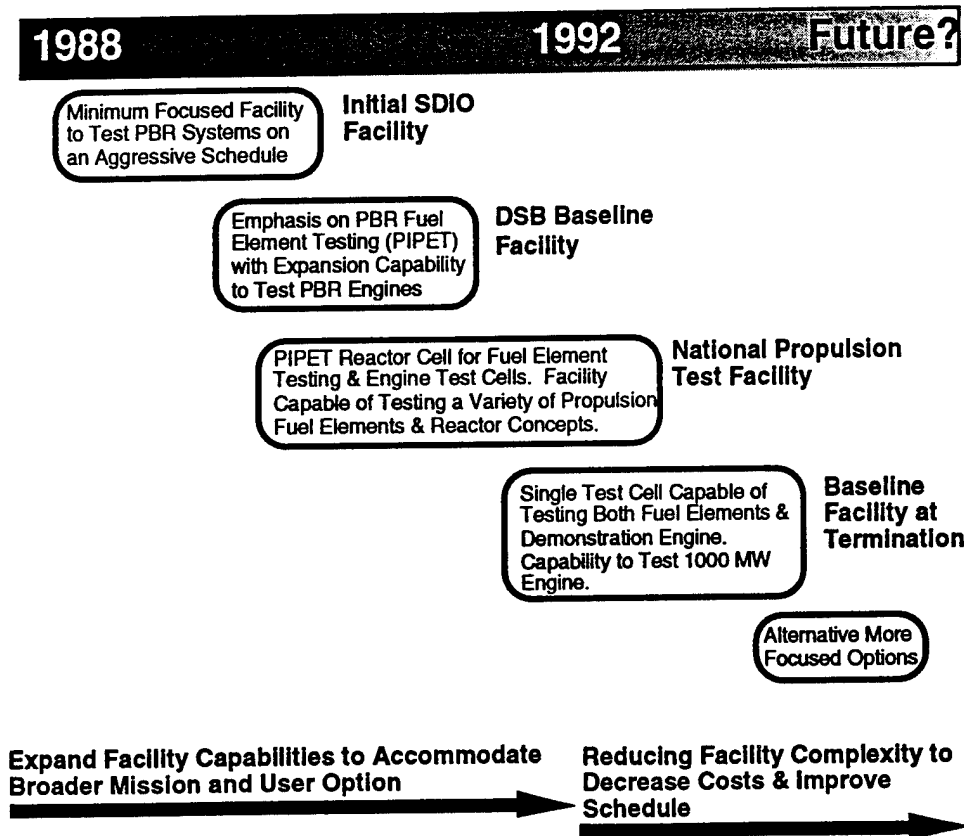 1988 1992 Future?
Minimum Focused Facility
to Test PBR Systems on
an Aggressive Schedule
Initial SDIO
Facility
Emphasis on PBR Fuel
Element Testing (PIPET)
with Expansion Capability
to Test PBR Engines
DSB Baseline
Facility
PIPET Reactor Cell for Fuel Element
Testing & Engine Test Cells. Facility
Capable of Testing a Variety of Propulsion
Fuel Elements & Reactor Concepts.
National Propulsion
Test Facility
Single Test Cell Capable of
Testing Both Fuel Elements &
Demonstration Engine.
Capability to Test 1000 MW
Engine.
Baseline
Facility at
Termination
Alternative More
Focused Options
Expand Facility Capabilities to Accommodate
Broader Mission and User Option
Reducing Facility Complexity to
Decrease Costs & Improve
Schedule